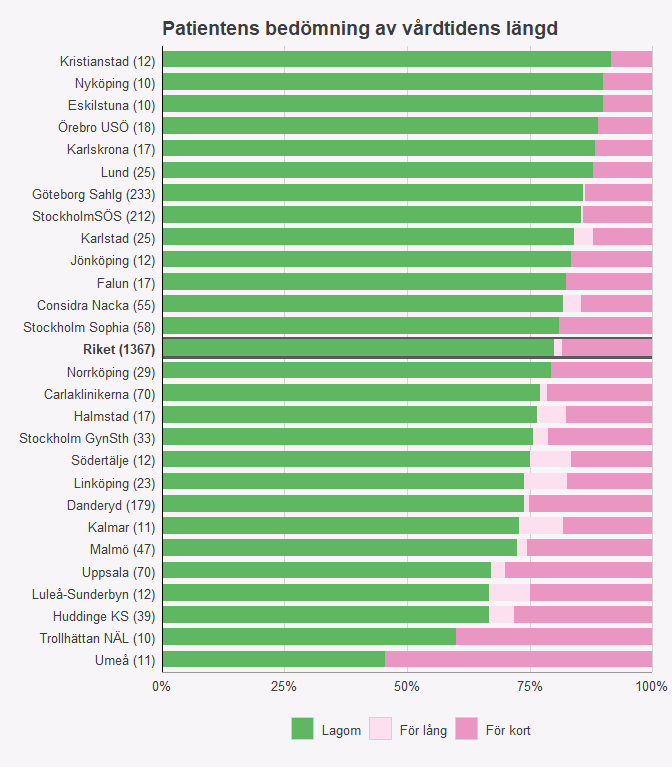 Patientens bedömning av vårdtidens längd
Kristianstad (12)
Nyköping (10)
Eskilstuna (10)
Örebro USÖ (18)
Karlskrona (17)
Lund (25)
Göteborg Sahlg (233)
StockholmSÖS (212)
Karlstad (25)
Jönköping (12)
Falun (17)
Considra Nacka (55)
Stockholm Sophia (58)
Riket (1367)
Norrköping (29)
Carlaklinikerna (70)
Halmstad (17)
Stockholm GynSth (33)
Södertälje (12)
Linköping (23)
Danderyd (179)
Kalmar (11)
Malmö (47)
Uppsala (70)
Luleå-Sunderbyn (12)
Huddinge KS (39)
Trollhättan NÄL (10)
Umeå (11)
0% 25% 50% 75% 100%
Lagom För lång För kort